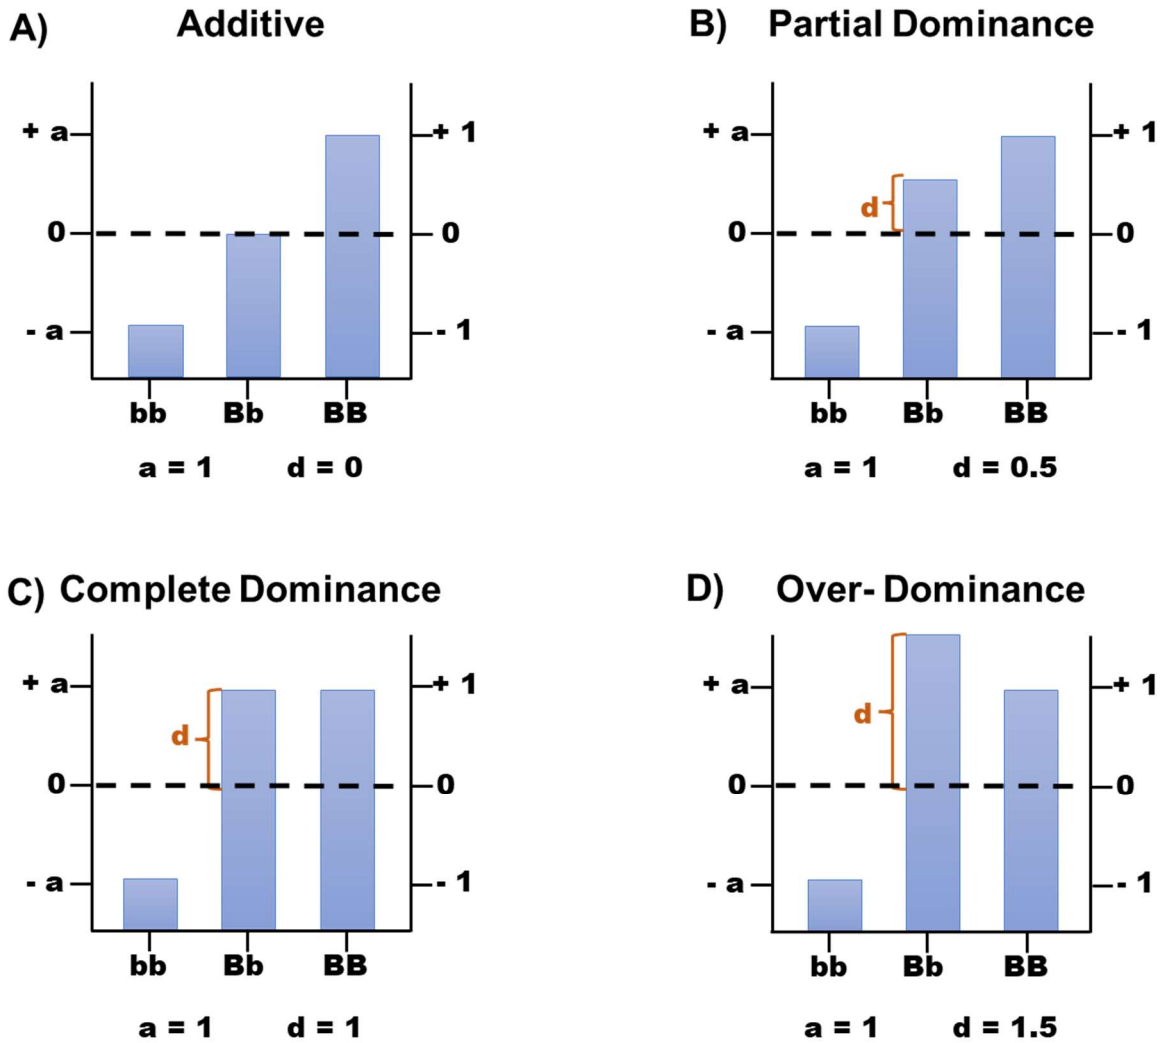 A) Additive
+ a + 1
0 0
- a - 1
bb Bb BB
a = 1 d = 0
B) Partial Dominance
+ a + 1
d
0 0
- a - 1
bb Bb BB
a = 1 d = 0.5
C) Complete Dominance
+ a + 1
d
0 0
- a - 1
bb Bb BB
a = 1 d = 1
D) Over- Dominance
+ a + 1
d
0 0
- a - 1
bb Bb BB
a = 1 d = 1.5